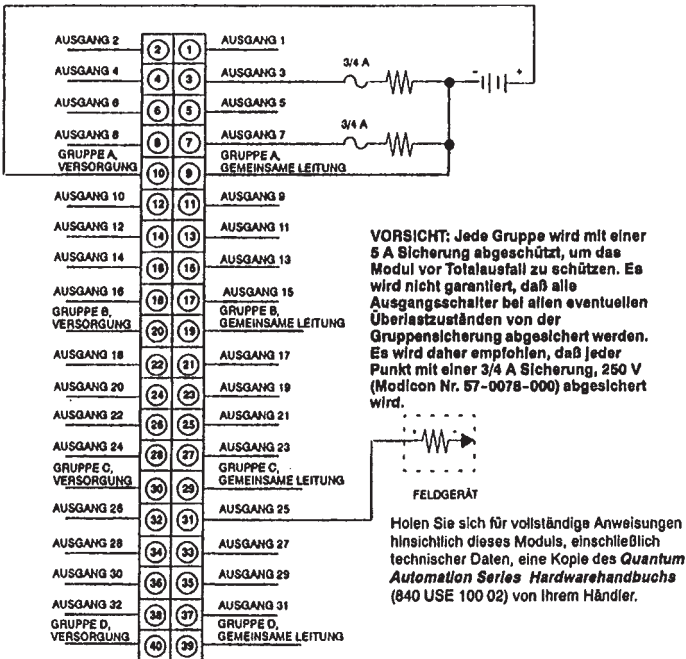 AUSGANG 2 2 1 AUSGANG 1
3/4 A
AUSGANG 4 4 3 AUSGANG 3
- +
AUSGANG 6 6 5 AUSGANG 5
3/4 A
AUSGANG 8 8 7 AUSGANG 7
GRUPPE A, GRUPPE A,
VERSORGUNG 10 9 GEMEINSAME LEITUNG
AUSGANG 10 12 11 AUSGANG 9
AUSGANG 12 14 13 AUSGANG 11
AUSGANG 14 16 15 AUSGANG 13
AUSGANG 16 18 17 AUSGANG 15
GRUPPE B, GRUPPE B,
VERSORGUNG 20 19 GEMEINSAME LEITUNG
AUSGANG 18 22 21 AUSGANG 17
AUSGANG 20 24 23 AUSGANG 19
AUSGANG 22 26 25 AUSGANG 21
AUSGANG 24 28 27 AUSGANG 23
GRUPPE C, GRUPPE C,
VERSORGUNG 30 29 GEMEINSAME LEITUNG
AUSGANG 26 32 31 AUSGANG 25
AUSGANG 28 34 33 AUSGANG 27
AUSGANG 30 36 35 AUSGANG 29
AUSGANG 32 38 37 AUSGANG 31
GRUPPE D, GRUPPE D,
VERSORGUNG 40 39 GEMEINSAME LEITUNG
VORSICHT: Jede Gruppe wird mit einer
5 A Sicherung abgeschützt, um das
Modul vor Totalausfall zu schützen. Es
wird nicht garantiert, daß alle
Ausgangsschalter bei allen eventuellen
Überlastzuständen von der
Gruppensicherung abgesichert werden.
Es wird daher empfohlen, daß jeder
Punkt mit einer 3/4 A Sicherung, 250 V
(Modicon Nr. 57-0078-000) abgesichert
wird.
FELDGERÄT
Holen Sie sich für vollständige Anweisungen
hinsichtlich dieses Moduls, einschließlich
technischer Daten, eine Kopie des Quantum
Automation Series Hardwarehandbuchs
(840 USE 100 02) von Ihrem Händler.